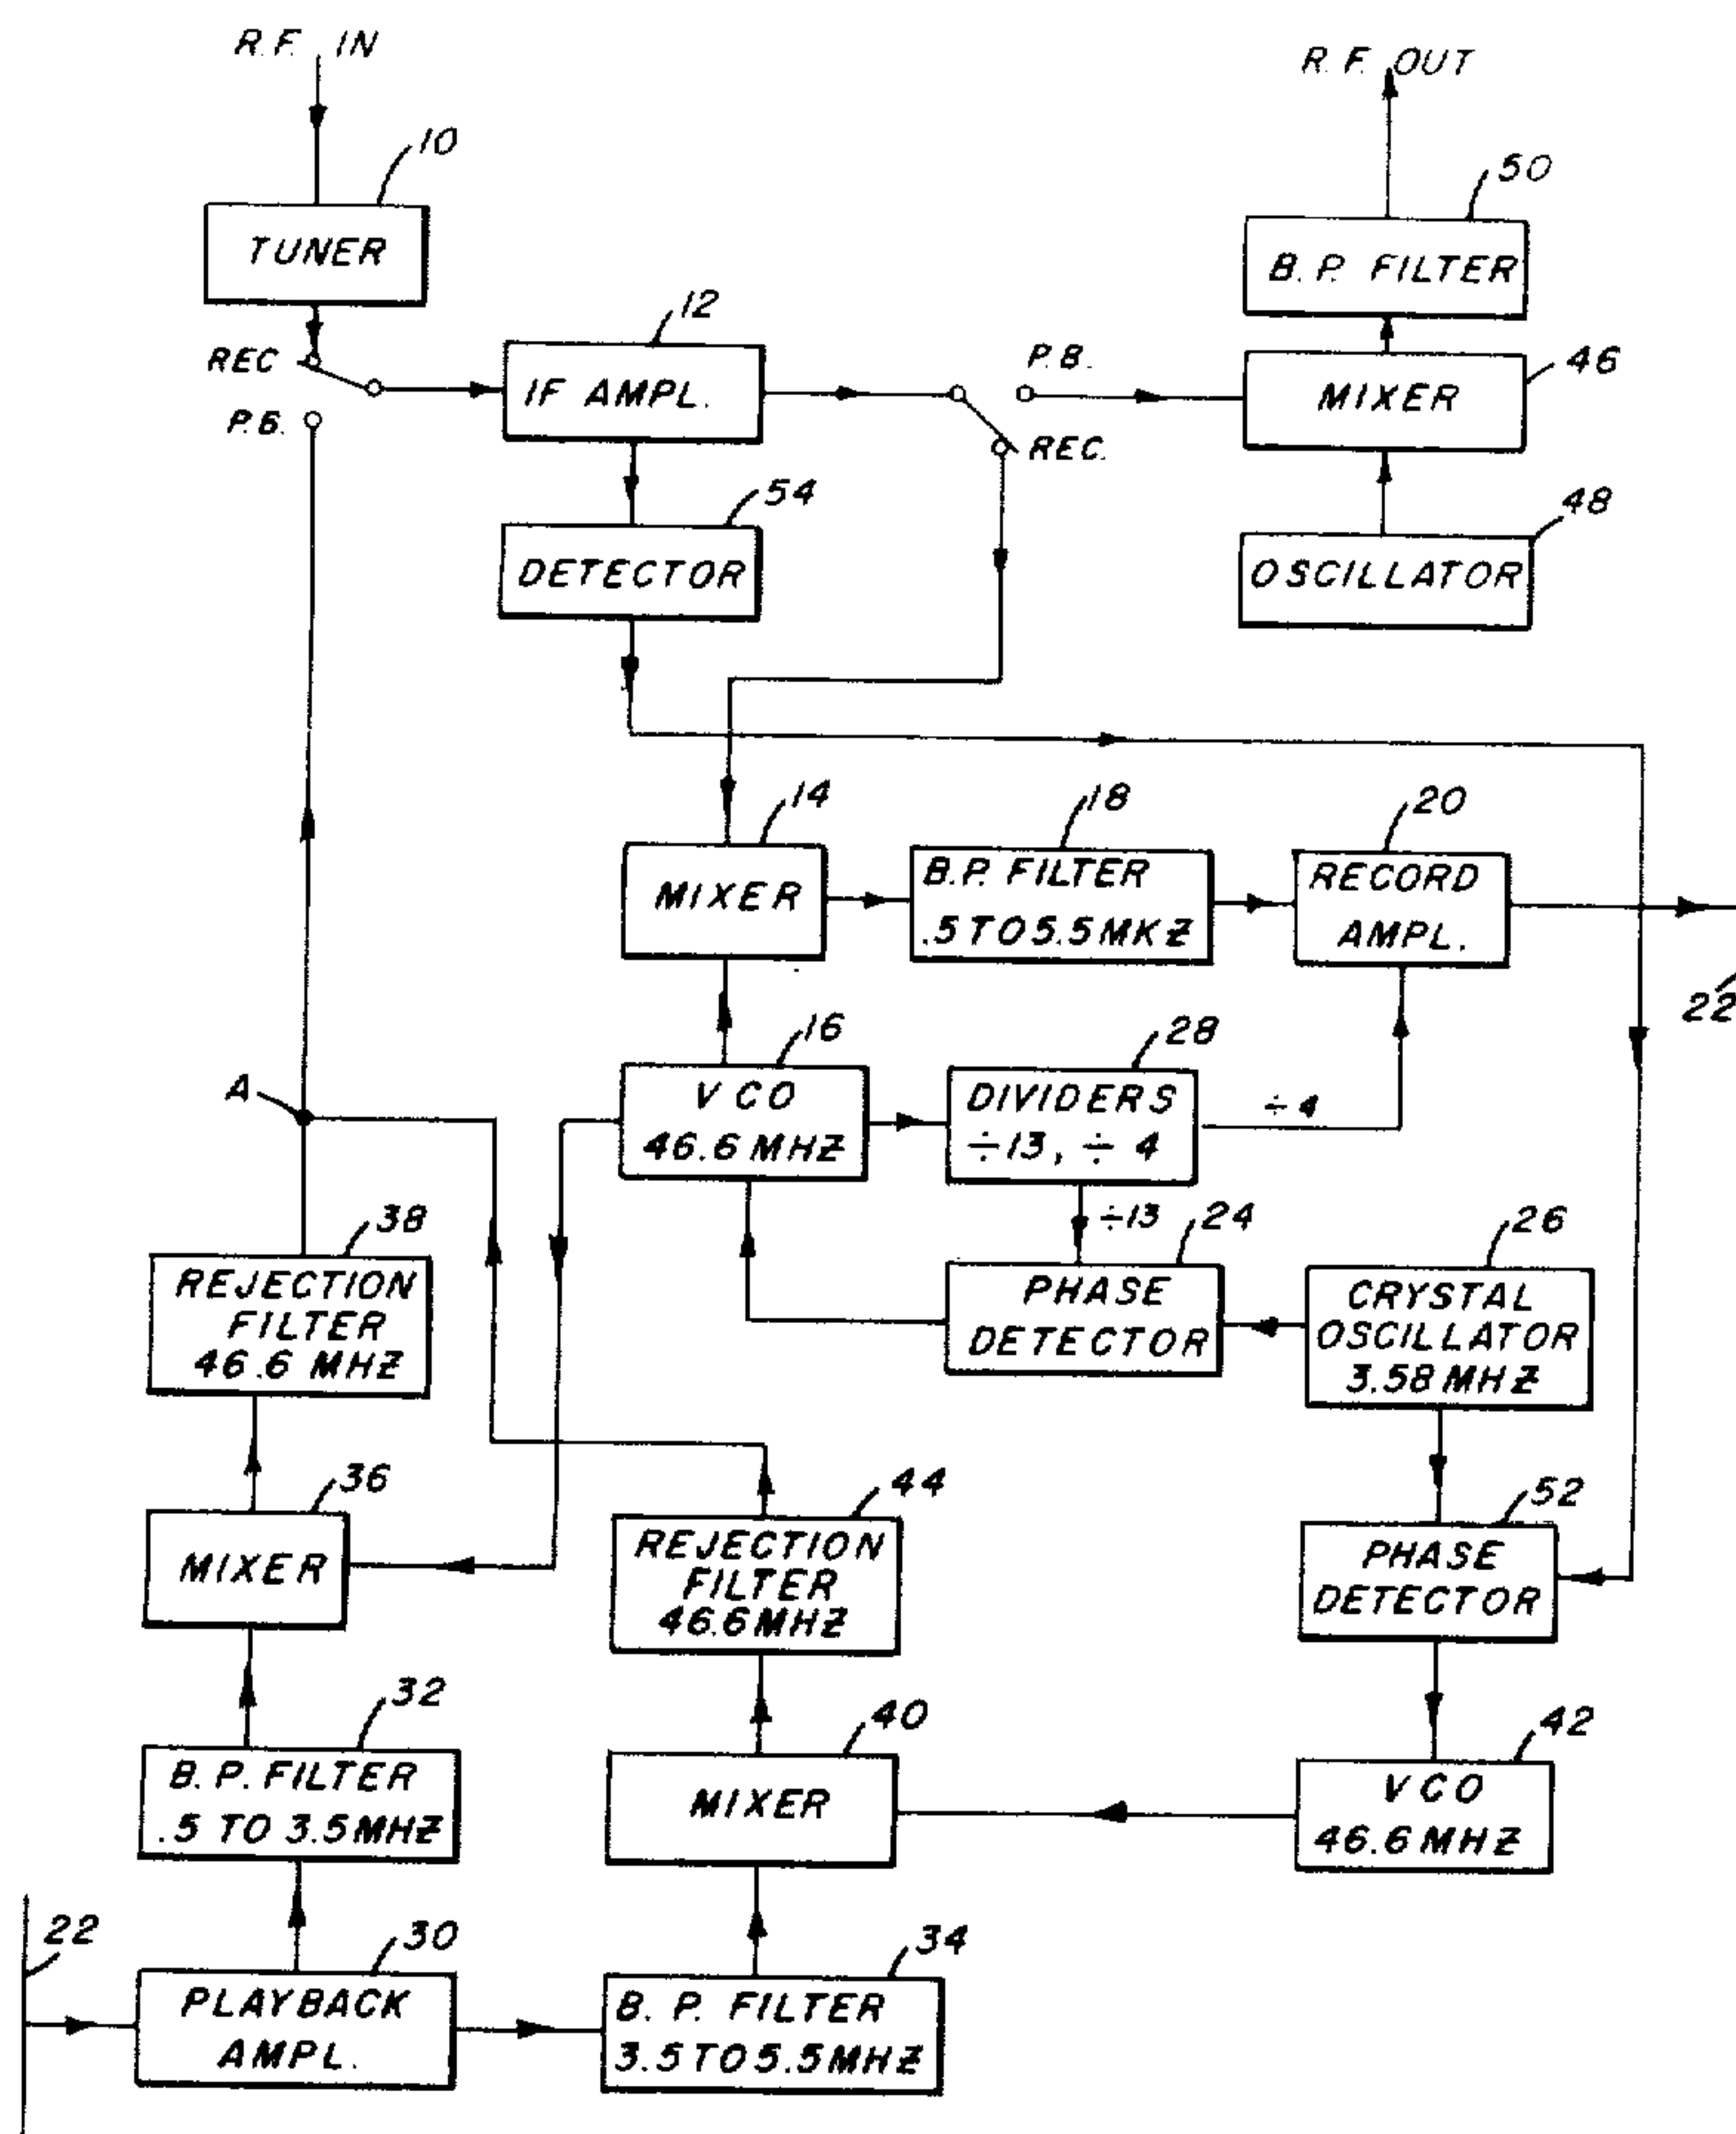 R.F. IN
R.F. OUT
10
50
TUNER
B.P. FILTER
12
REC
IF AMPL.
P.B.
46
MIXER
P.B.
REC.
54
48
DETECTOR
OSCILLATOR
14
18
20
MIXER
B.P. FILTER
.5 TO 5.5 MKZ
RECORD
AMPL.
22
16
28
A
VCO
46.6 MHZ
DIVIDERS
÷13, ÷ 4
÷ 4
38
÷13
24
26
REJECTION
FILTER
46.6 MHZ
PHASE
DETECTOR
CRYSTAL
OSCILLATOR
3.58 MHZ
36
44
52
MIXER
REJECTION
FILTER
46.6 MHZ
PHASE
DETECTOR
32
40
42
B. P. FILTER
.5 TO 3.5 MHZ
MIXER
VCO
46.6 MHZ
22
30
34
PLAYBACK
AMPL.
B. P. FILTER
3.5 TO 5.5 MHZ